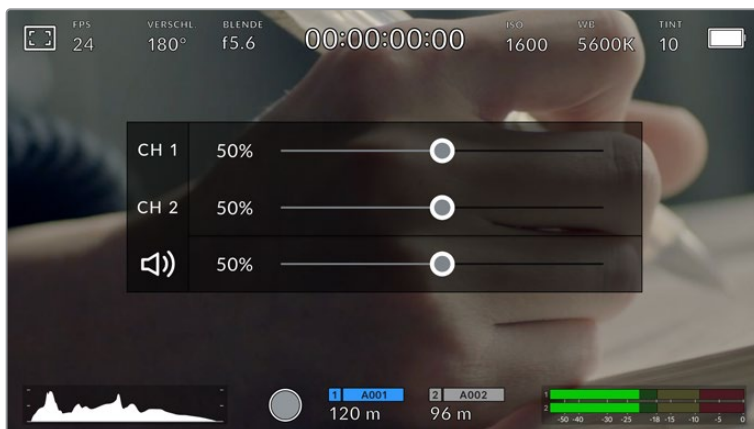 FPS VERSCHL. BLENDE 00:00:00:00 ISO WB TINT
24 180° f5.6 1600 5600K 10
CH 1 50%
CH 2 50%
50%
1 A001 2 A002
120 m 96 m
1
2
-50 -40 -30 -25 -18 -15 -10 -5 0